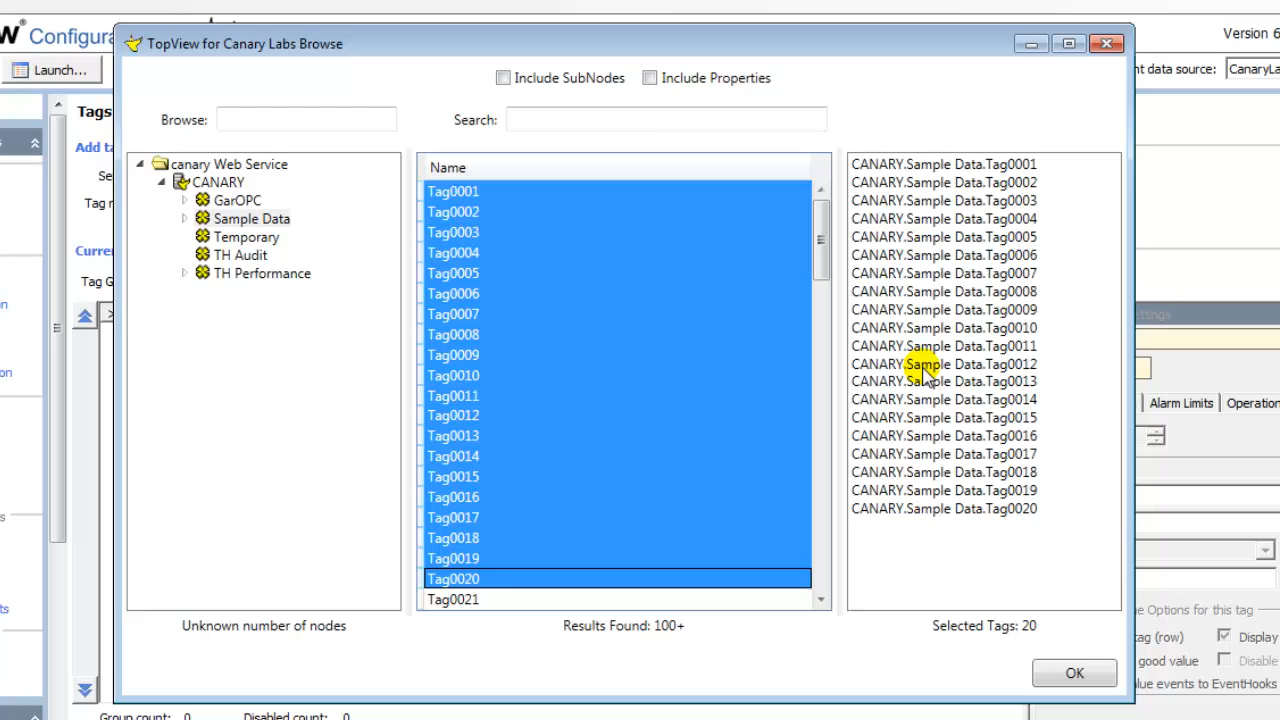 W® Configura
Version 6
Launch...
nt data source: CanaryLa
TopView for Canary Labs Browse
Include SubNodes Include Properties
Browse: Search:
Tags
Add ta
Se
Tag n
Curren
Tag G
canary Web Service
CANARY
GarOPC
Sample Data
Temporary
TH Audit
TH Performance
Name
Tag0001
Tag0002
Tag0003
Tag0004
Tag0005
Tag0006
Tag0007
Tag0008
Tag0009
Tag0010
Tag0011
Tag0012
Tag0013
Tag0014
Tag0015
Tag0016
Tag0017
Tag0018
Tag0019
Tag0020
Tag0021
CANARY.Sample Data.Tag0001
CANARY.Sample Data.Tag0002
CANARY.Sample Data.Tag0003
CANARY.Sample Data.Tag0004
CANARY.Sample Data.Tag0005
CANARY.Sample Data.Tag0006
CANARY.Sample Data.Tag0007
CANARY.Sample Data.Tag0008
CANARY.Sample Data.Tag0009
CANARY.Sample Data.Tag0010
CANARY.Sample Data.Tag0011
CANARY.Sample Data.Tag0012
CANARY.Sample Data.Tag0013
CANARY.Sample Data.Tag0014
CANARY.Sample Data.Tag0015
CANARY.Sample Data.Tag0016
CANARY.Sample Data.Tag0017
CANARY.Sample Data.Tag0018
CANARY.Sample Data.Tag0019
CANARY.Sample Data.Tag0020
Unknown number of nodes
Results Found: 100+
Selected Tags: 20
OK
ettings
Alarm Limits Operation
e Options for this tag
tag (row) Display
good value Disable
lue events to EventHooks
Group count: 0 Disabled count: 0